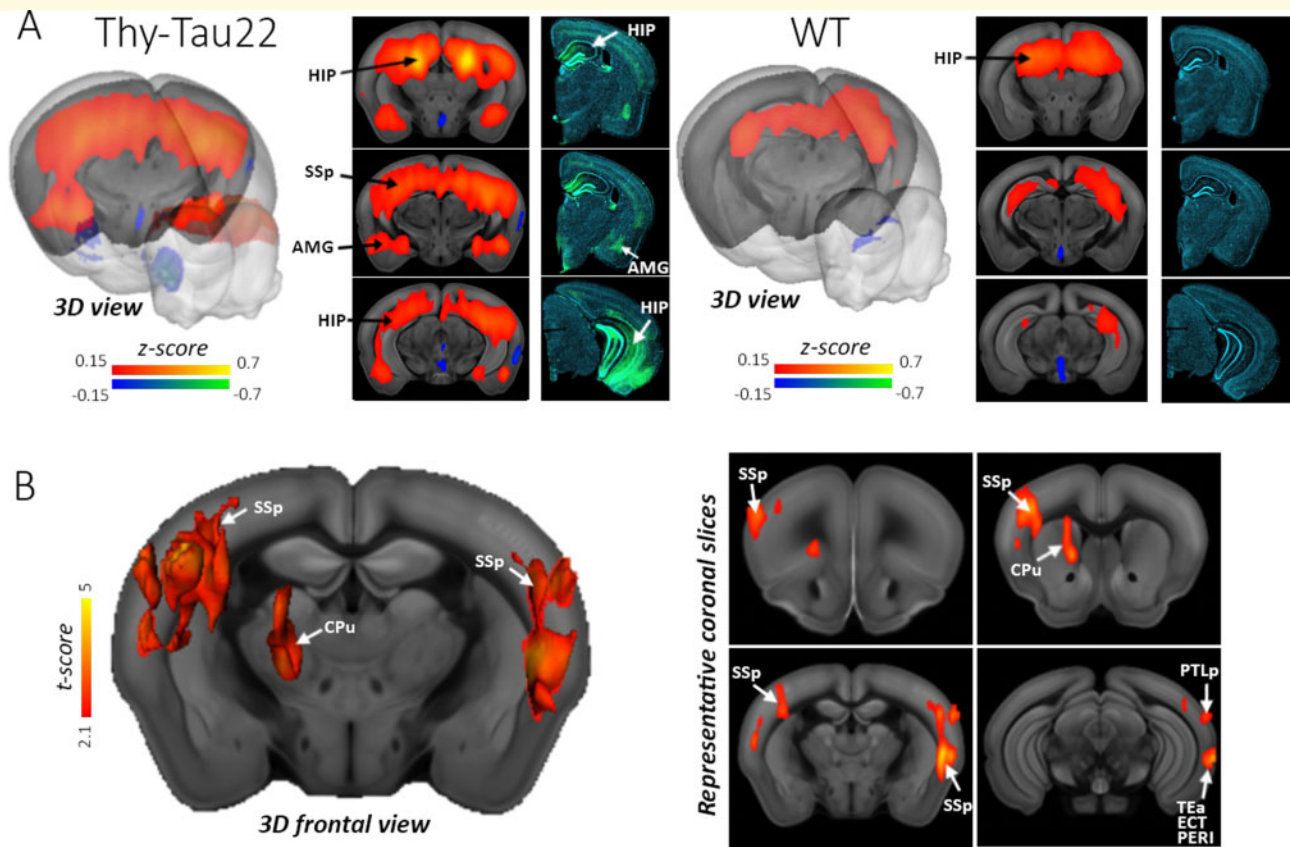 A
Thy-Tau22
WT
HIP
HIP
HIP
SSp
AMG
AMG
HIP
HIP
3D view
3D view
z-score
0.15 0.7
-0.15 -0.7
z-score
0.15 0.7
-0.15 -0.7
B
SSp
SSp
CPu
t-score
5
2.1
3D frontal view
Representative coronal slices
SSp
SSp
CPu
SSp
SSp
PTLp
TEa
ECT
PERI